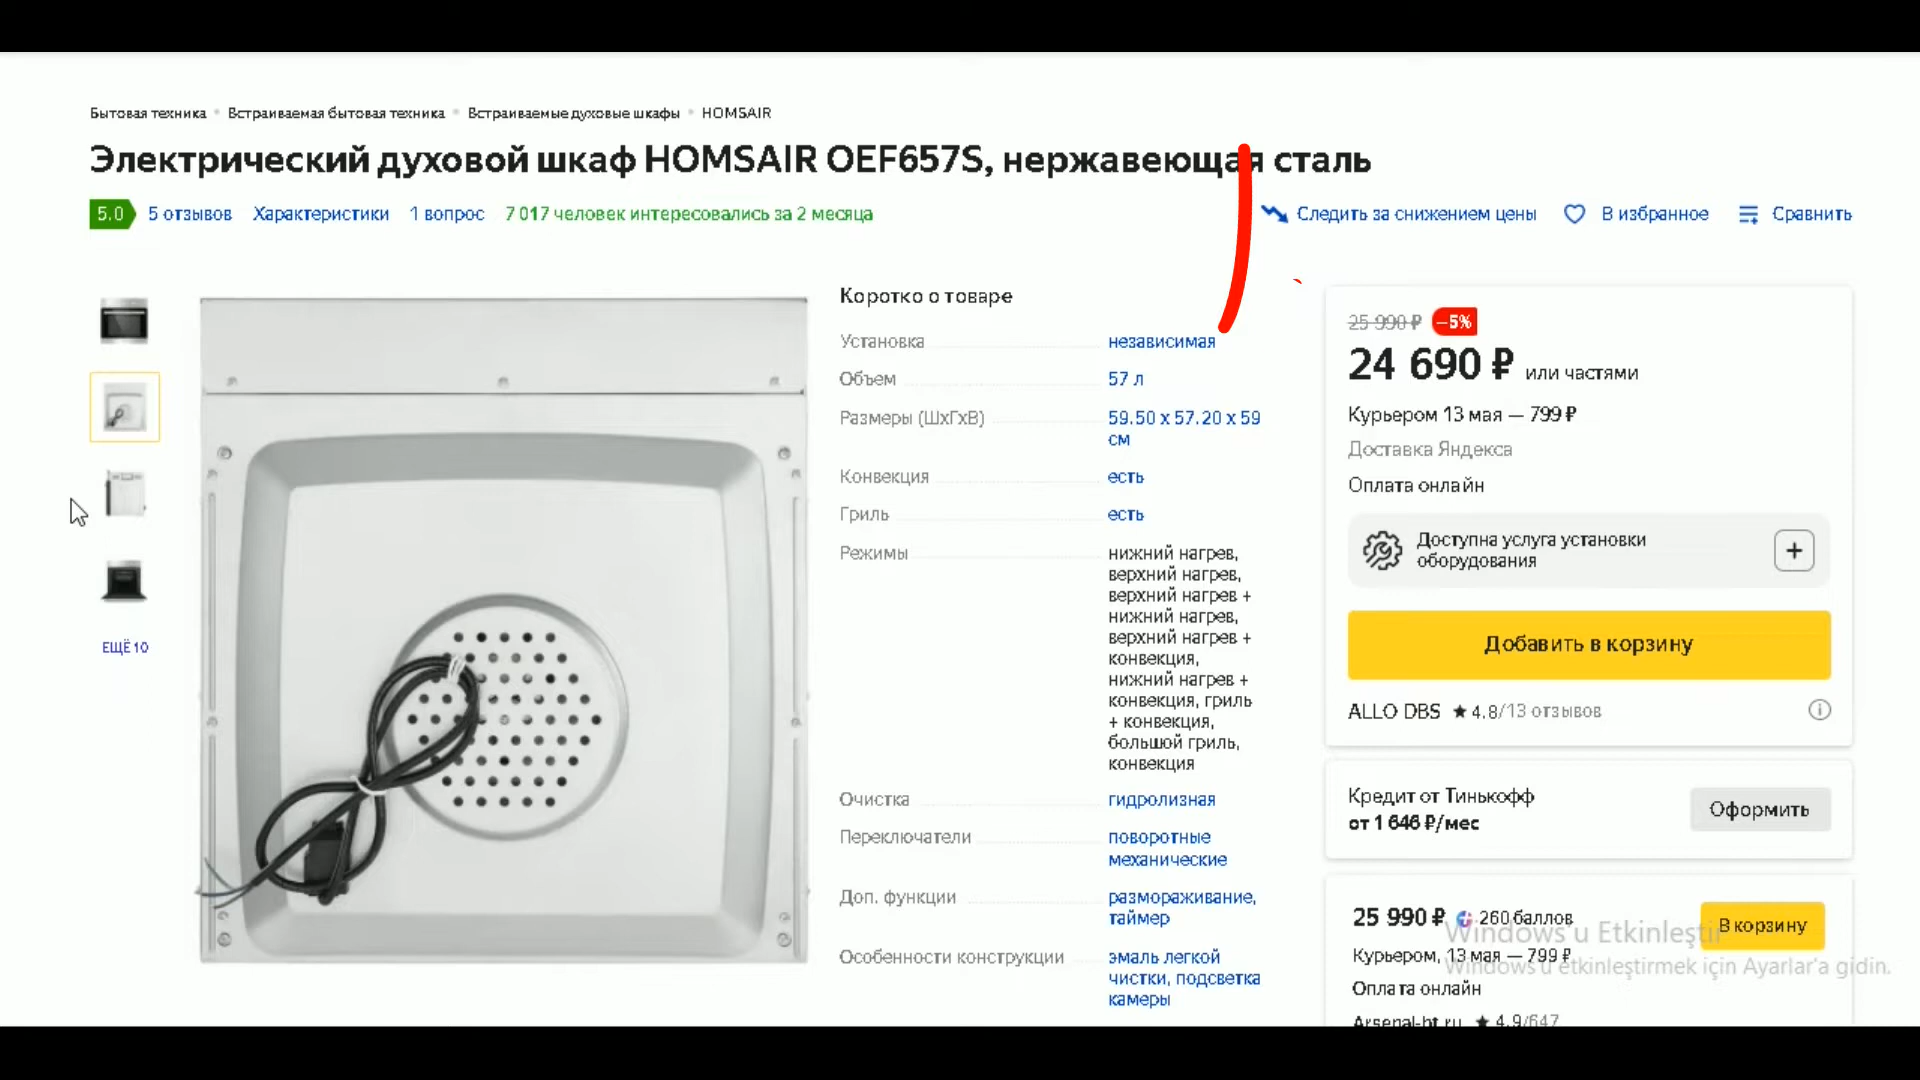 Бытовая техника • Встраиваемая бытовая техника • Встраиваемые духовые шкафы • HOMSAIR
Электрический духовой шкаф HOMSAIR OEF657S, нержавеющая сталь
5.0 5 отзывов Характеристики 1 вопрос 7 017 человек интересовались за 2 месяца
Следить за снижением цены В избранное Сравнить
ЕЩЁ 10
Коротко о товаре
Установка независимая
Объем 57 л
Размеры (ШхГхВ) 59.50 x 57.20 x 59
см
Конвекция есть
Гриль есть
Режимы нижний нагрев,
верхний нагрев,
верхний нагрев +
нижний нагрев,
верхний нагрев +
конвекция,
нижний нагрев +
конвекция, гриль
+ конвекция,
большой гриль,
конвекция
Очистка гидролизная
Переключатели поворотные
механические
Доп. функции размораживание,
таймер
Особенности конструкции эмаль легкой
чистки, подсветка
камеры
25 990 ₽ –5%
24 690 ₽ или частями
Курьером 13 мая — 799 ₽
Доставка Яндекса
Оплата онлайн
Доступна услуга установки
оборудования
Добавить в корзину
ALLO DBS ★ 4.8/13 отзывов
Кредит от Тинькофф
от 1 646 ₽/мес
Оформить
25 990 ₽ 260 баллов
В корзину
Курьером, 13 мая — 799 ₽
Оплата онлайн
Arsenal-bt.ru ★ 4.9/647
Windows'u Etkinleştir
Windows'u etkinleştirmek için Ayarlar'a gidin.